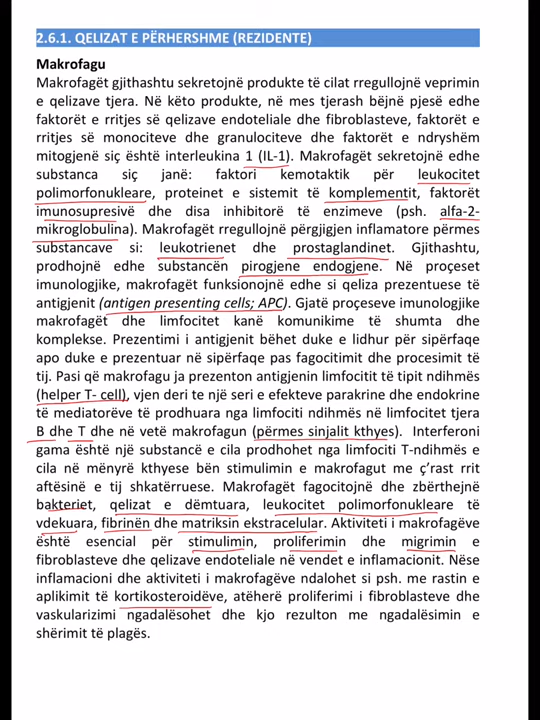 2.6.1. QELIZAT E PËRHERSHME (REZIDENTE)
Makrofagu
Makrofagët gjithashtu sekretojnë produkte të cilat rregullojnë veprimin
e qelizave tjera. Në këto produkte, në mes tjerash bëjnë pjesë edhe
faktorët e rritjes së qelizave endoteliale dhe fibroblasteve, faktorët e
rritjes së monociteve dhe granulociteve dhe faktorët e ndryshëm
mitogjenë siç është interleukina 1 (IL-1). Makrofagët sekretojnë edhe
substanca siç janë: faktori kemotaktik për leukocitet
polimorfonukleare, proteinet e sistemit të komplementit, faktorët
imunosupresivë dhe disa inhibitorë të enzimeve (psh. alfa-2-
mikroglobulina). Makrofagët rregullojnë përgjigjen inflamatore përmes
substancave si: leukotrienet dhe prostaglandinet. Gjithashtu,
prodhojnë edhe substancën pirogjene endogjene. Në proçeset
imunologjike, makrofagët funksionojnë edhe si qeliza prezentuese të
antigjenit (antigen presenting cells; APC). Gjatë proçeseve imunologjike
makrofagët dhe limfocitet kanë komunikime të shumta dhe
komplekse. Prezentimi i antigjenit bëhet duke e lidhur për sipërfaqe
apo duke e prezentuar në sipërfaqe pas fagocitimit dhe procesimit të
tij. Pasi që makrofagu ja prezonton antigjenin limfocitit të tipit ndihmës
(helper T- cell), vjen deri te një seri e efekteve parakrine dhe endokrine
të mediatorëve të prodhuara nga limfociti ndihmës në limfocitet tjera
B dhe T dhe në vetë makrofagun (përmes sinjalit kthyes). Interferoni
gama është një substancë e cila prodhohet nga limfociti T-ndihmës e
cila në mënyrë kthyese bën stimulimin e makrofagut me ç’rast rrit
aftësinë e tij shkatërruese. Makrofagët fagocitojnë dhe zbërthejnë
bakteriet, qelizat e dëmtuara, leukocitet polimorfonukleare të
vdekuara, fibrinën dhe matriksin ekstracelular. Aktiviteti i makrofagëve
është esencial për stimulimin, proliferimin dhe migrimin e
fibroblasteve dhe qelizave endoteliale në vendet e inflamacionit. Nëse
inflamacioni dhe aktiviteti i makrofagëve ndalohet si psh. me rastin e
aplikimit të kortikosteroidëve, atëherë proliferimi i fibroblasteve dhe
vaskularizimi ngadalësohet dhe kjo rezulton me ngadalësimin e
shërimit të plagës.